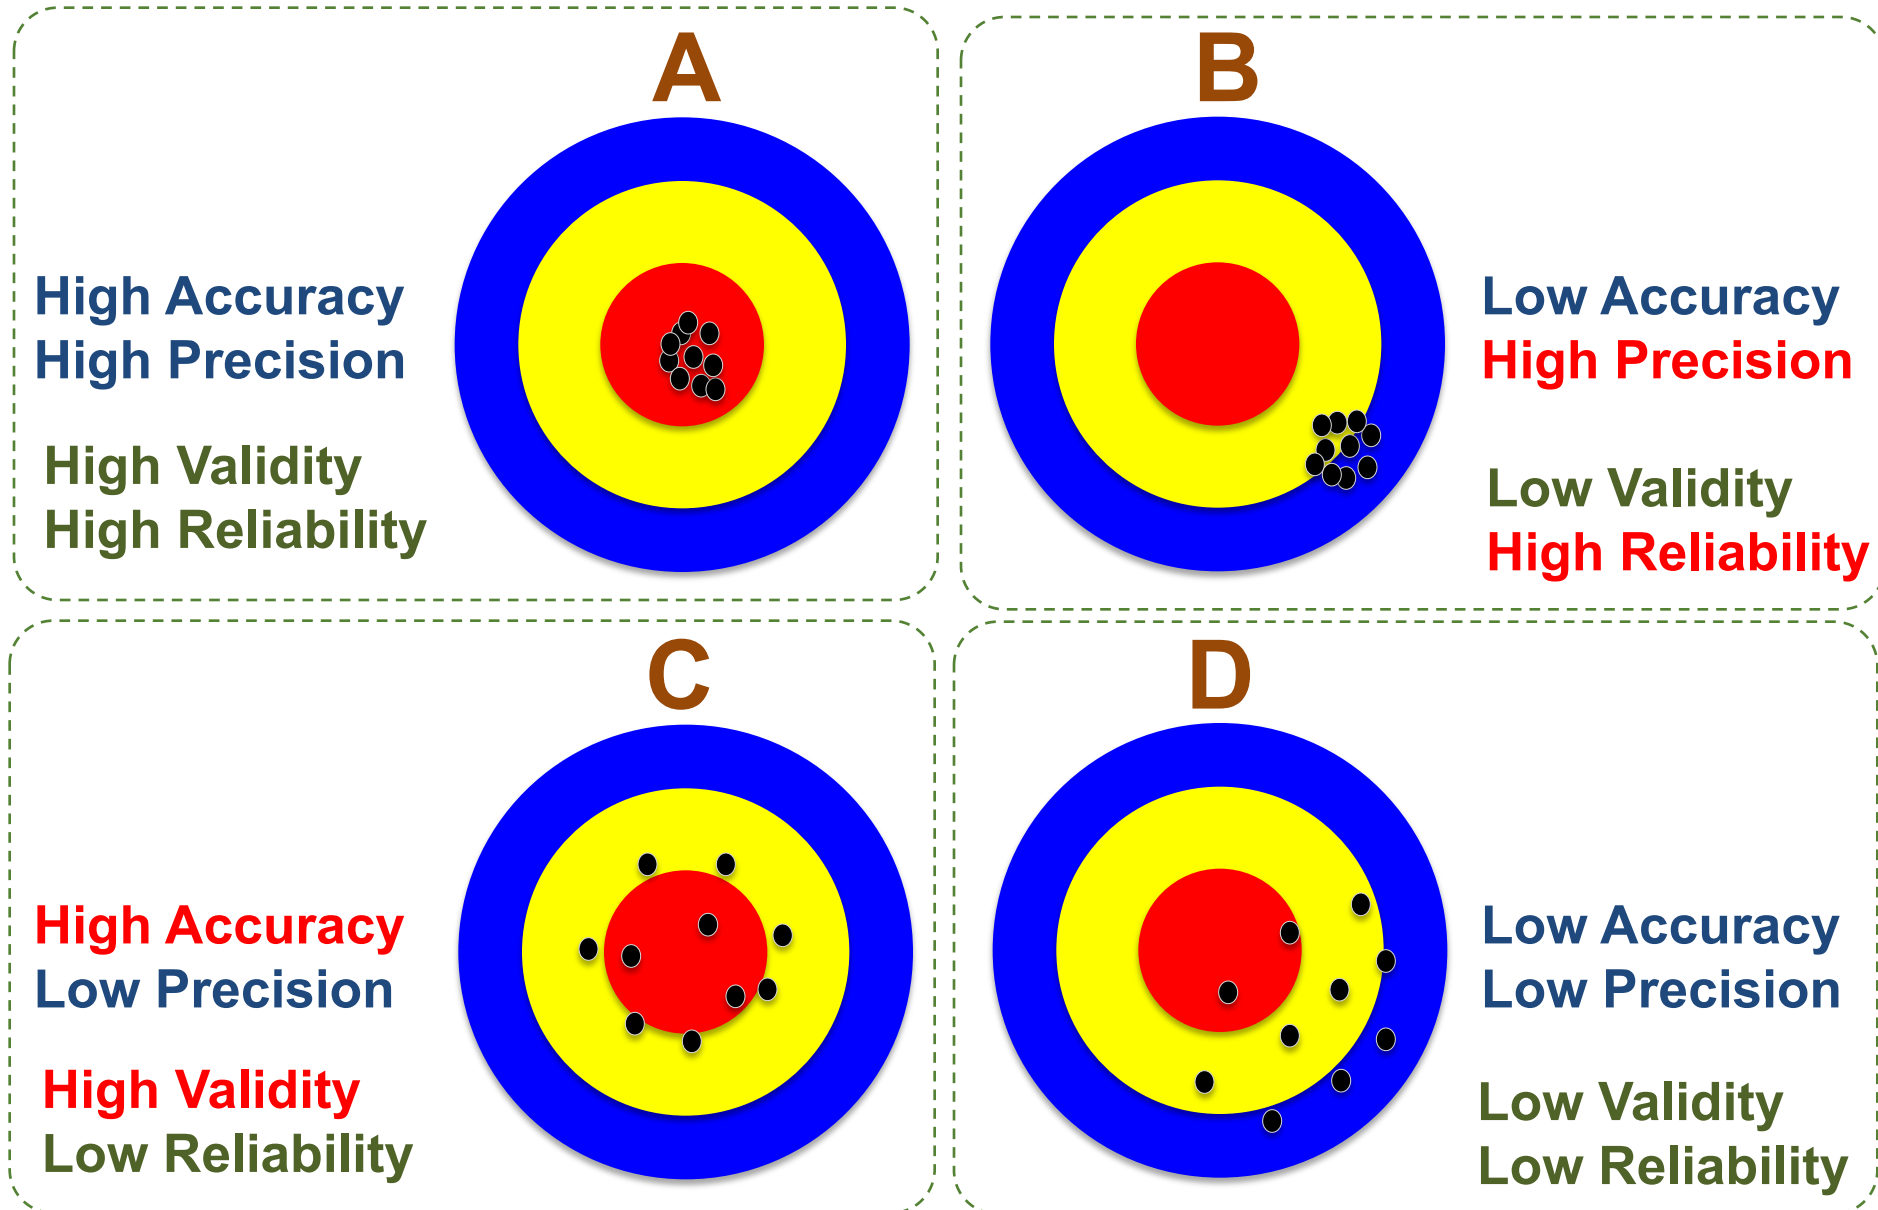 A
High Accuracy
High Precision
High Validity
High Reliability
B
Low Accuracy
High Precision
Low Validity
High Reliability
C
High Accuracy
Low Precision
High Validity
Low Reliability
D
Low Accuracy
Low Precision
Low Validity
Low Reliability